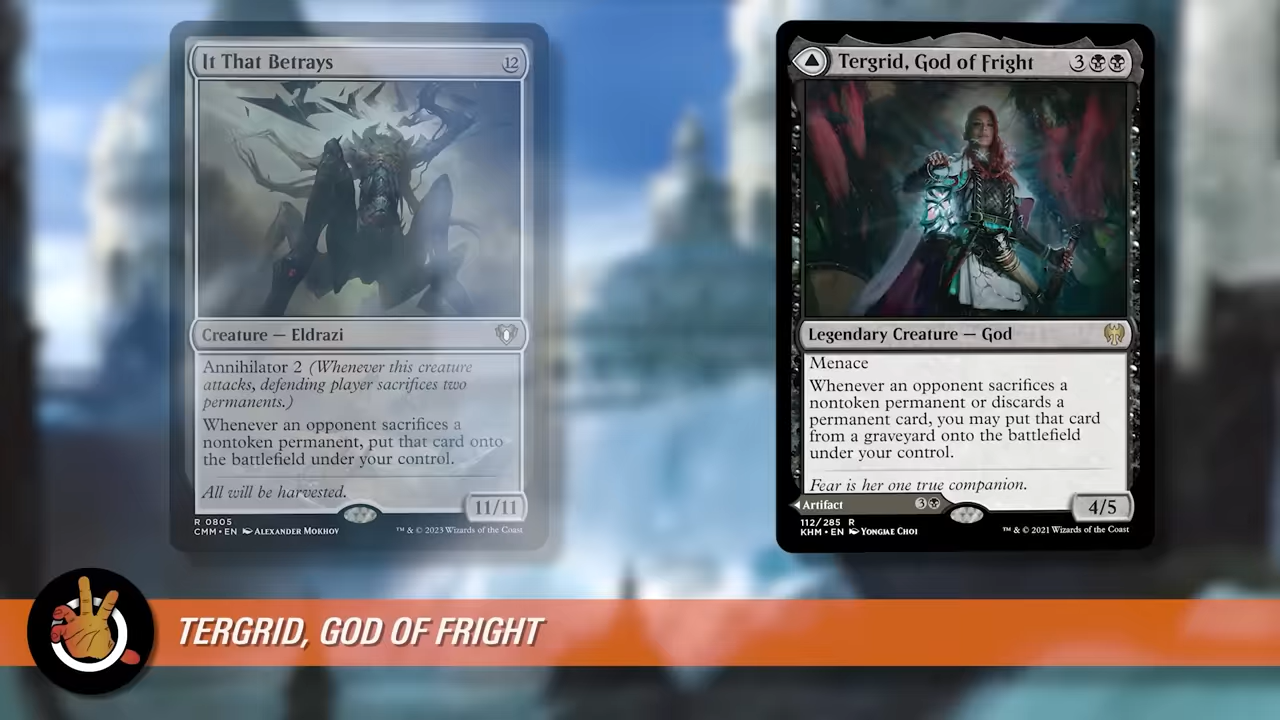 It That Betrays
12
Creature — Eldrazi
Annihilator 2 (Whenever this creature
attacks, defending player sacrifices two
permanents.)
Whenever an opponent sacrifices a
nontoken permanent, put that card onto
the battlefield under your control.
All will be harvested.
11/11
R 0805
CMM • EN ALEXANDER MOKHOV
™ & © 2023 Wizards of the Coast
Tergrid, God of Fright
3
Legendary Creature — God
Menace
Whenever an opponent sacrifices a
nontoken permanent or discards a
permanent card, you may put that card
from a graveyard onto the battlefield
under your control.
Fear is her one true companion.
Artifact
3
4/5
112/285 R
KHM • EN YONGJAE CHOI
™ & © 2021 Wizards of the Coast
TERGRID, GOD OF FRIGHT